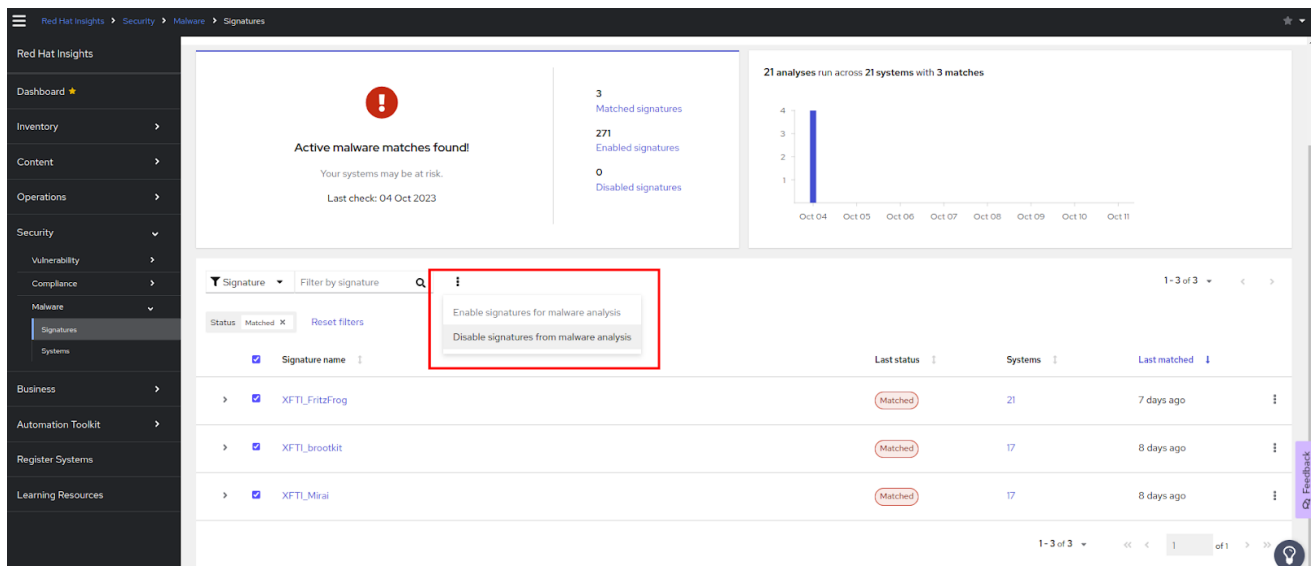 Red Hat Insights > Security > Malware > Signatures
Red Hat Insights
Dashboard
Inventory
Content
Operations
Security
Vulnerability
Compliance
Malware
Signatures
Systems
Business
Automation Toolkit
Register Systems
Learning Resources
Active malware matches found!
Your systems may be at risk.
Last check: 04 Oct 2023
3
Matched signatures
271
Enabled signatures
0
Disabled signatures
21 analyses run across 21 systems with 3 matches
4
3
2
1
Oct 04 Oct 05 Oct 06 Oct 07 Oct 08 Oct 09 Oct 10 Oct 11
Signature Filter by signature
1 - 3 of 3
Enable signatures for malware analysis
Disable signatures from malware analysis
Status Matched Reset filters
Signature name Last status Systems Last matched
XFTI_FritzFrog Matched 21 7 days ago
XFTI_brootkit Matched 17 8 days ago
XFTI_Mirai Matched 17 8 days ago
1 - 3 of 3 1 of 1
Feedback